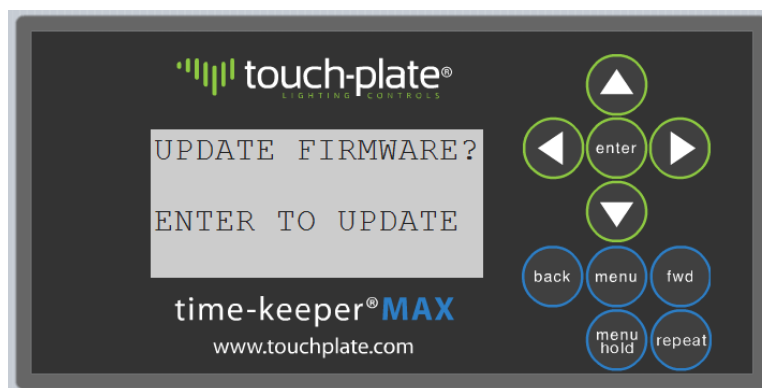 touch-plate®
LIGHTING CONTROLS
UPDATE FIRMWARE?
ENTER TO UPDATE
time-keeper®MAX
www.touchplate.com
enter
back
menu
fwd
menu
hold
repeat